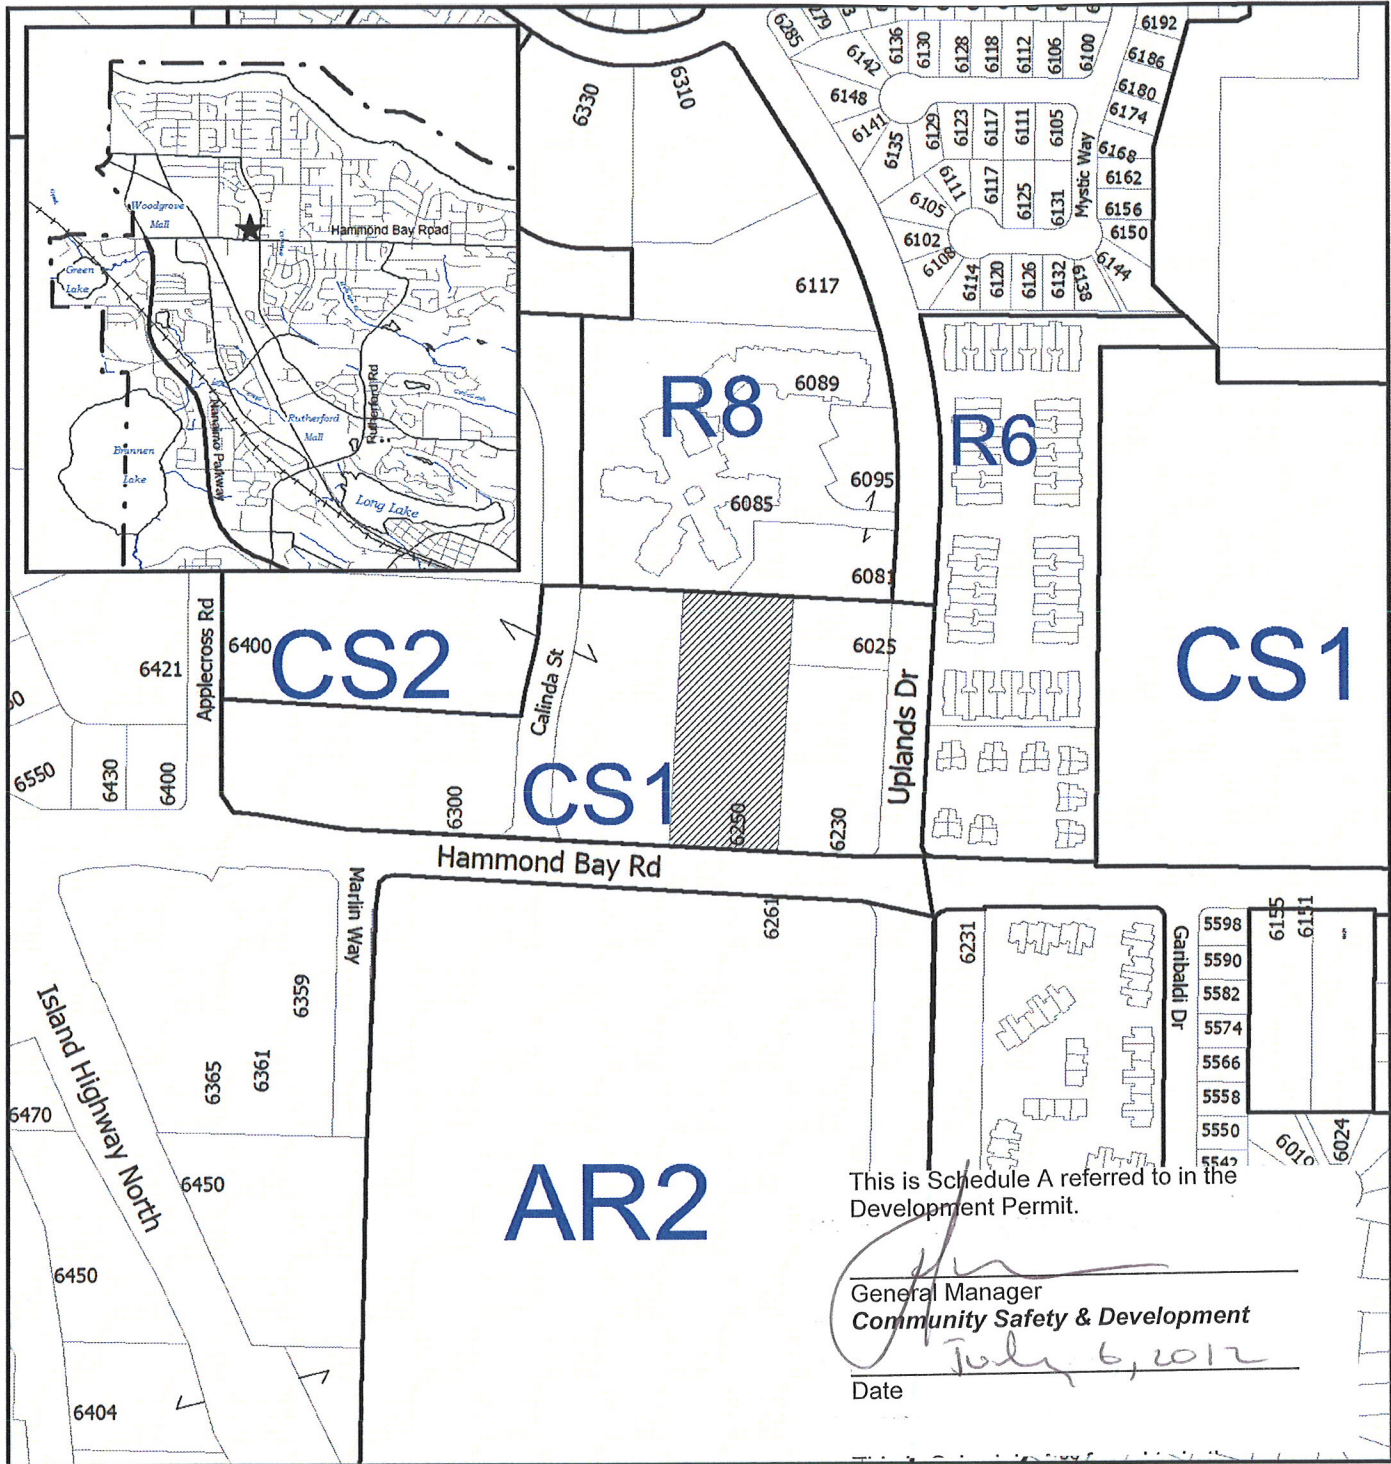 6285
279
6136
6130
6128
6118
6112
6106
6100
6192
6142
6186
6148
6180
6174
6141
6135
6129
6123
6117
6111
6105
Mystic Way
6168
6162
6111
6117
6125
6131
6156
6105
6150
6102
6108
6114
6120
6126
6132
6138
6144
6330
6310
6117
Woodgrove
Mall
Hammond Bay Road
Green
Lake
Nanaimo Parkway
Rutherford
Mall
Rutherford Rd
Brannen
Lake
Long Lake
R8
6089
6095
6085
6081
R6
CS1
Applecross Rd
6400
CS2
Calinda St
6025
6421
Uplands Dr
6550
6430
6400
6300
CS1
6250
6230
Hammond Bay Rd
Marlin Way
6261
6231
Garibaldi Dr
5598
5590
5582
5574
5566
5558
5550
5542
6155
6151
6024
6010
Island Highway North
6359
6365
6361
6470
6450
6450
6404
AR2
This is Schedule A referred to in the
Development Permit.
General Manager
Community Safety & Development
July 6, 2012
Date